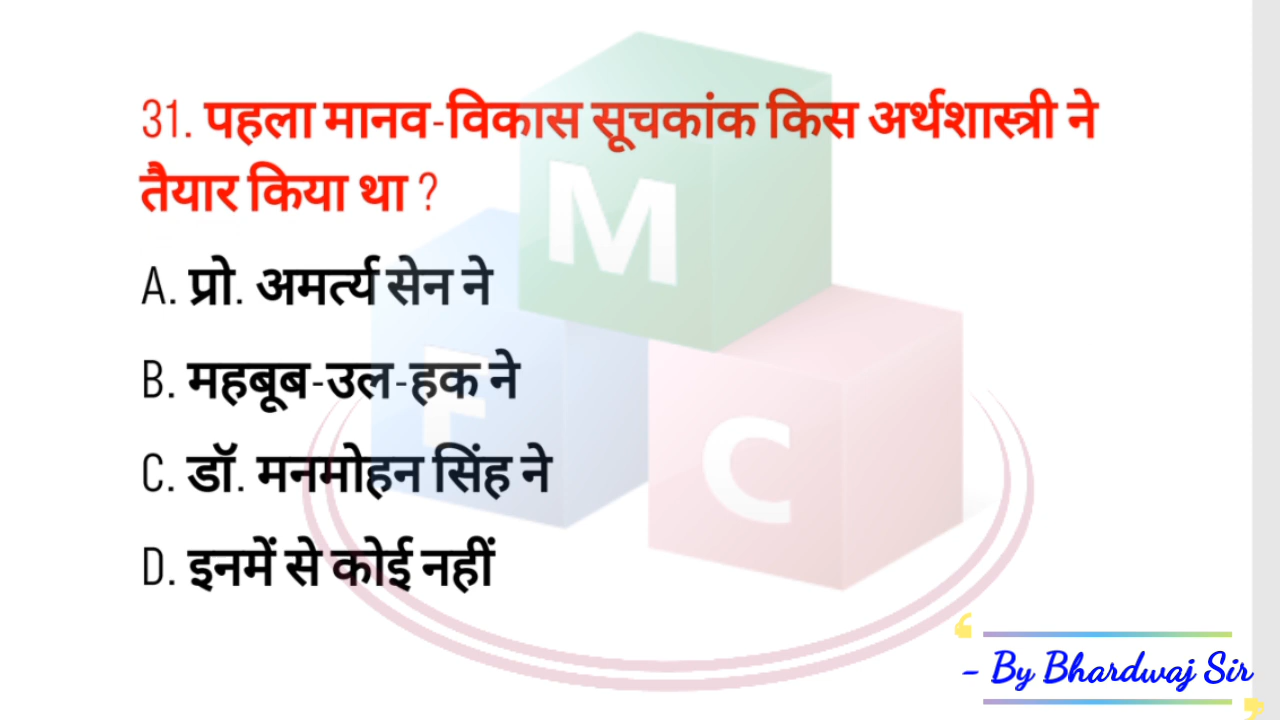 31. पहला मानव-विकास सूचकांक किस अर्थशास्त्री ने
तैयार किया था ?
A. प्रो. अमर्त्य सेन ने
B. महबूब-उल-हक ने
C. डॉ. मनमोहन सिंह ने
D. इनमें से कोई नहीं
M
F
C
“
- By Bhardwaj Sir
”